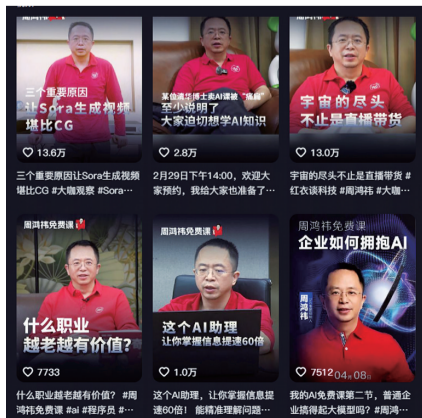 周鸿祎
三个重要原因
让Sora生成视频
堪比CG
13.6万
三个重要原因让Sora生成视频
堪比CG #大咖观察 #Sora…
某位清华博士卖AI课被“痛扁”
至少说明了
大家迫切想学AI知识
2.8万
2月29日下午14:00，欢迎大
家预约，我给大家也准备了…
周鸿祎
宇宙的尽头
不止是直播带货
13.0万
宇宙的尽头不止是直播带货 #
红衣谈科技 #周鸿祎 #大咖…
周鸿祎免费课
什么职业
越老越有价值?
7733
什么职业越老越有价值？ #周
鸿祎免费课 #ai #程序员 #…
周鸿祎免费课
这个AI助理
让你掌握信息提速60倍
1.0万
这个AI助理，让你掌握信息提
速60倍！ 能精准理解问题…
周鸿祎免费课
企业如何拥抱AI
周鸿祎
04月08
7512
我的AI免费课第二节，普通企
业搞得起大模型吗？#周鸿…